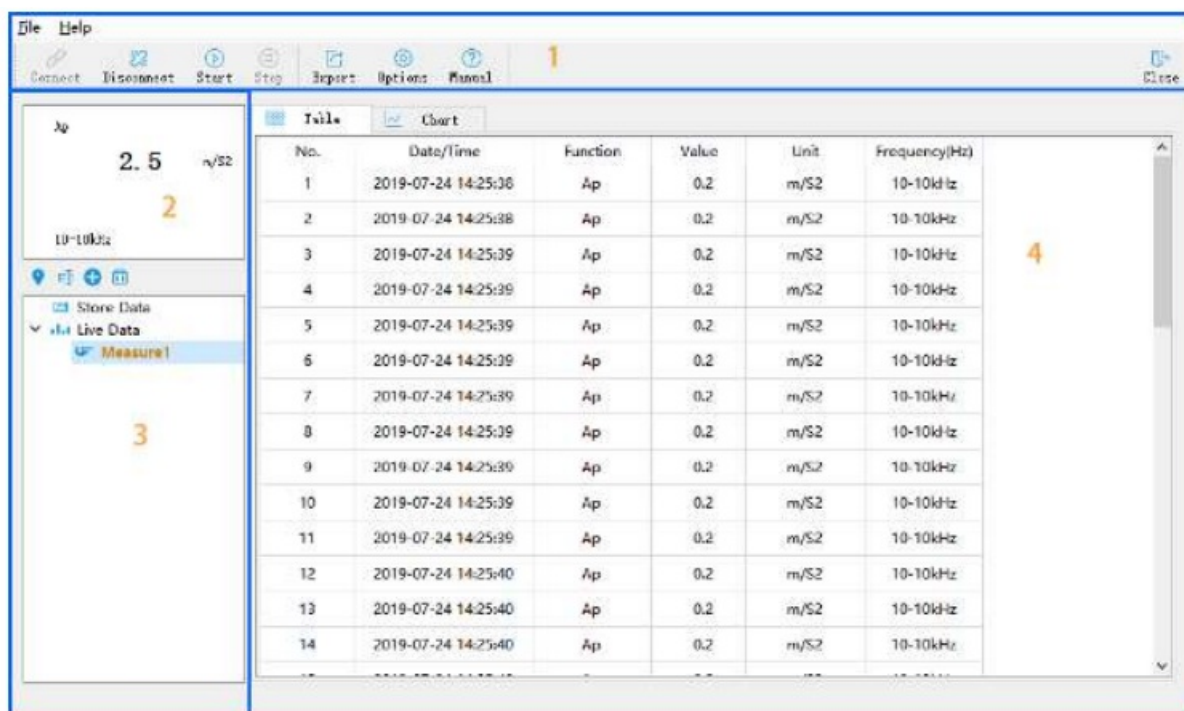 File Help
Connect Disconnect Start Stop Export Options Manual 1 Close
Ap
2.5 m/S2
2
10-10kHz
Store Data
Live Data
Measure1
3
Table Chart
No. Date/Time Function Value Unit Frequency(Hz)
1 2019-07-24 14:25:38 Ap 0.2 m/S2 10-10kHz
2 2019-07-24 14:25:38 Ap 0.2 m/S2 10-10kHz
3 2019-07-24 14:25:39 Ap 0.2 m/S2 10-10kHz
4 2019-07-24 14:25:39 Ap 0.2 m/S2 10-10kHz
5 2019-07-24 14:25:39 Ap 0.2 m/S2 10-10kHz
6 2019-07-24 14:25:39 Ap 0.2 m/S2 10-10kHz
7 2019-07-24 14:25:39 Ap 0.2 m/S2 10-10kHz
8 2019-07-24 14:25:39 Ap 0.2 m/S2 10-10kHz
9 2019-07-24 14:25:39 Ap 0.2 m/S2 10-10kHz
10 2019-07-24 14:25:39 Ap 0.2 m/S2 10-10kHz
11 2019-07-24 14:25:39 Ap 0.2 m/S2 10-10kHz
12 2019-07-24 14:25:40 Ap 0.2 m/S2 10-10kHz
13 2019-07-24 14:25:40 Ap 0.2 m/S2 10-10kHz
14 2019-07-24 14:25:40 Ap 0.2 m/S2 10-10kHz
4